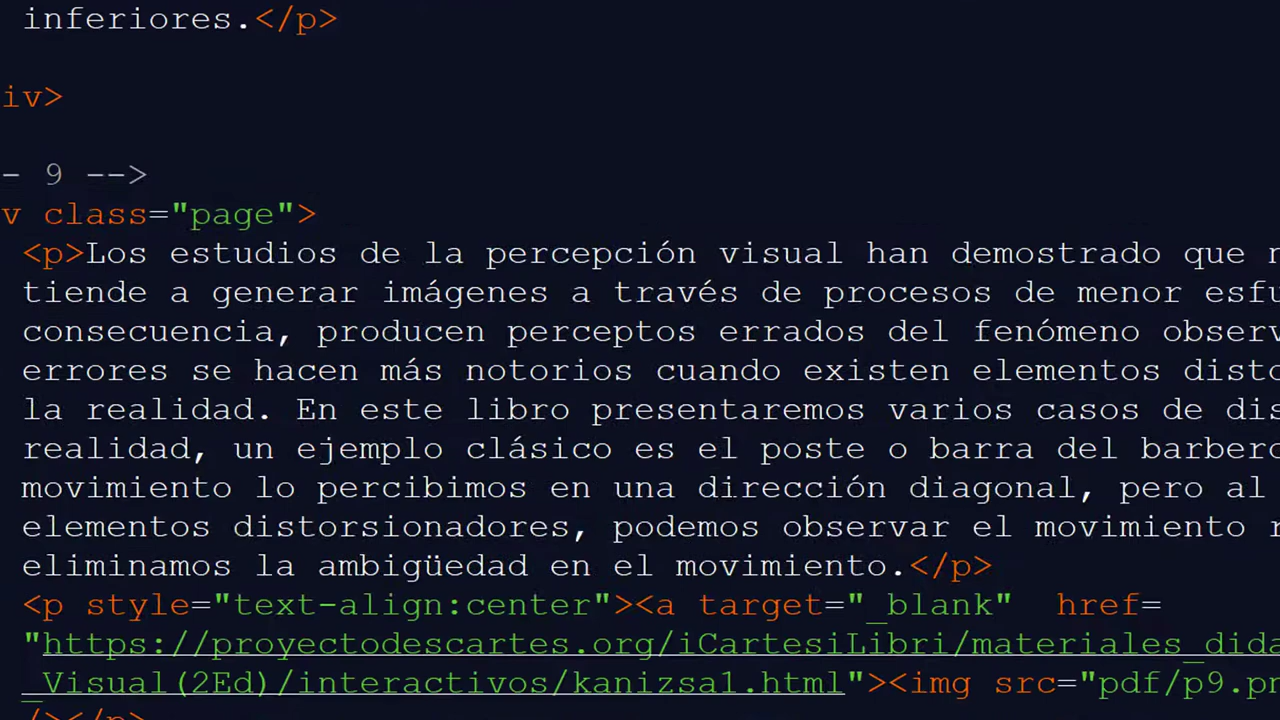 inferiores.</p>
iv>
- 9 -->
v class="page">
<p>Los estudios de la percepción visual han demostrado que
tiende a generar imágenes a través de procesos de menor
consecuencia, producen perceptos errados del fenómeno
errores se hacen más notorios cuando existen elementos
la realidad. En este libro presentaremos varios casos de
realidad, un ejemplo clásico es el poste o barra del
movimiento lo percibimos en una dirección diagonal, pero al
elementos distorsionadores, podemos observar el movimiento
eliminamos la ambigüedad en el movimiento.</p>
<p style="text-align:center"><a target="_blank"  href=
"https://proyectodescartes.org/iCartesiLibri/materiales_dida
_Visual(2Ed)/interactivos/kanizsa1.html"><img src="pdf/p9.
/></p>